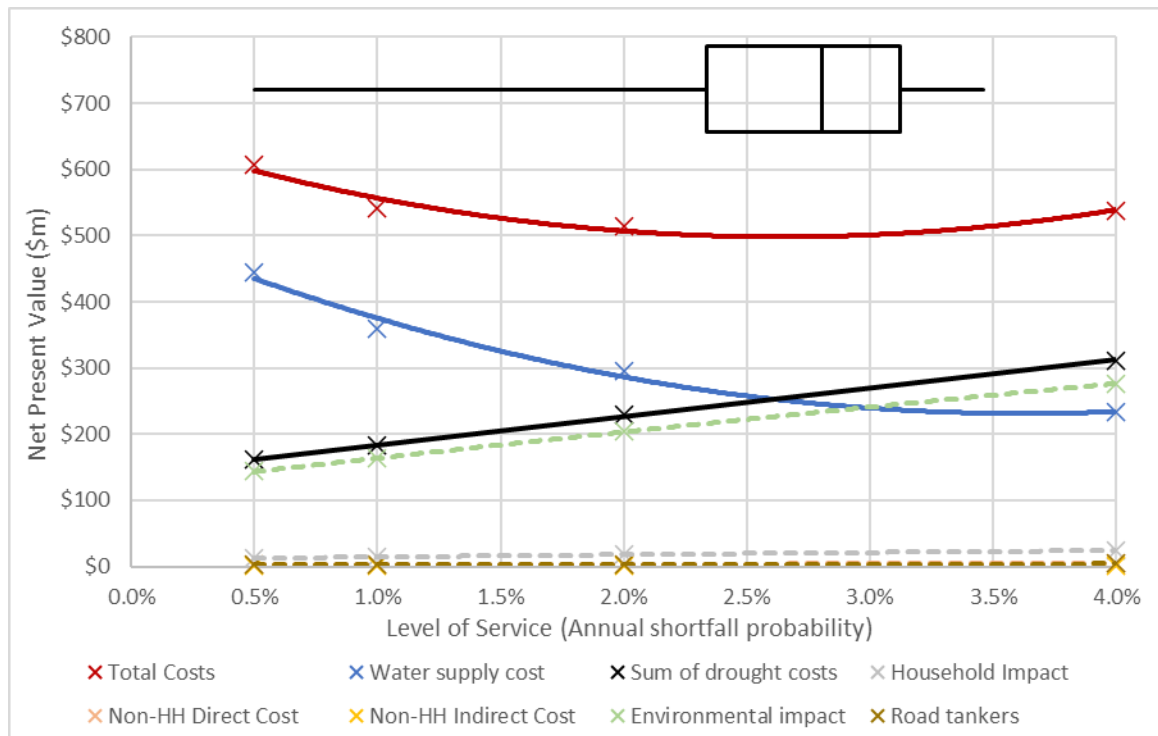 $800
$700
$600
$500
$400
$300
$200
$100
$0
Net Present Value ($m)
0.0% 0.5% 1.0% 1.5% 2.0% 2.5% 3.0% 3.5% 4.0%
Level of Service (Annual shortfall probability)
Total Costs Water supply cost Sum of drought costs Household Impact
Non-HH Direct Cost Non-HH Indirect Cost Environmental impact Road tankers